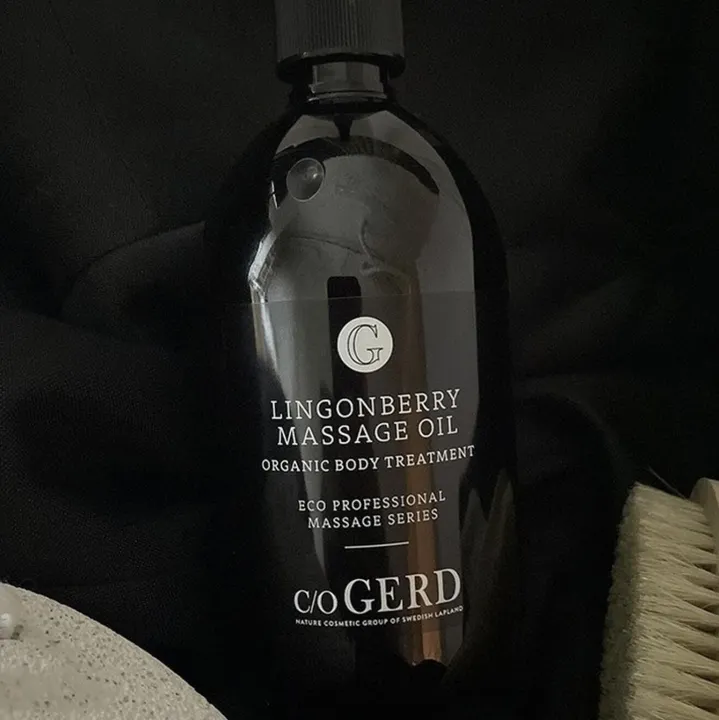 G
LINGONBERRY
MASSAGE OIL
ORGANIC BODY TREATMENT
ECO PROFESSIONAL
MASSAGE SERIES
C/O GERD
NATURE COSMETIC GROUP OF SWEDISH LAPLAND